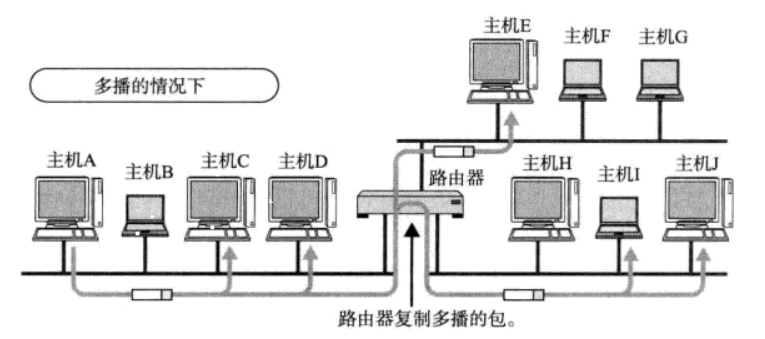 主机E
主机F
主机G
多播的情况下
主机A
主机B
主机C
主机D
路由器
主机H
主机I
主机J
路由器复制多播的包。